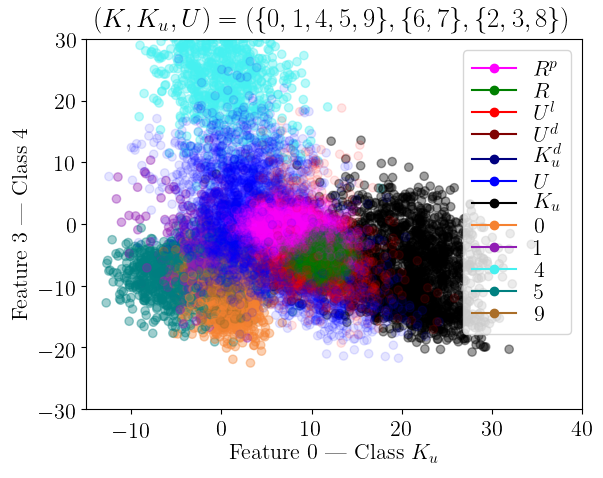 (K, K_u, U) = ({0, 1, 4, 5, 9}, {6, 7}, {2, 3, 8})
30
20
10
0
−10
−20
−30
Feature 3 — Class 4
R^p
R
U^l
U^d
K_u^d
U
K_u
0
1
4
5
9
−10
0
10
20
30
40
Feature 0 — Class K_u